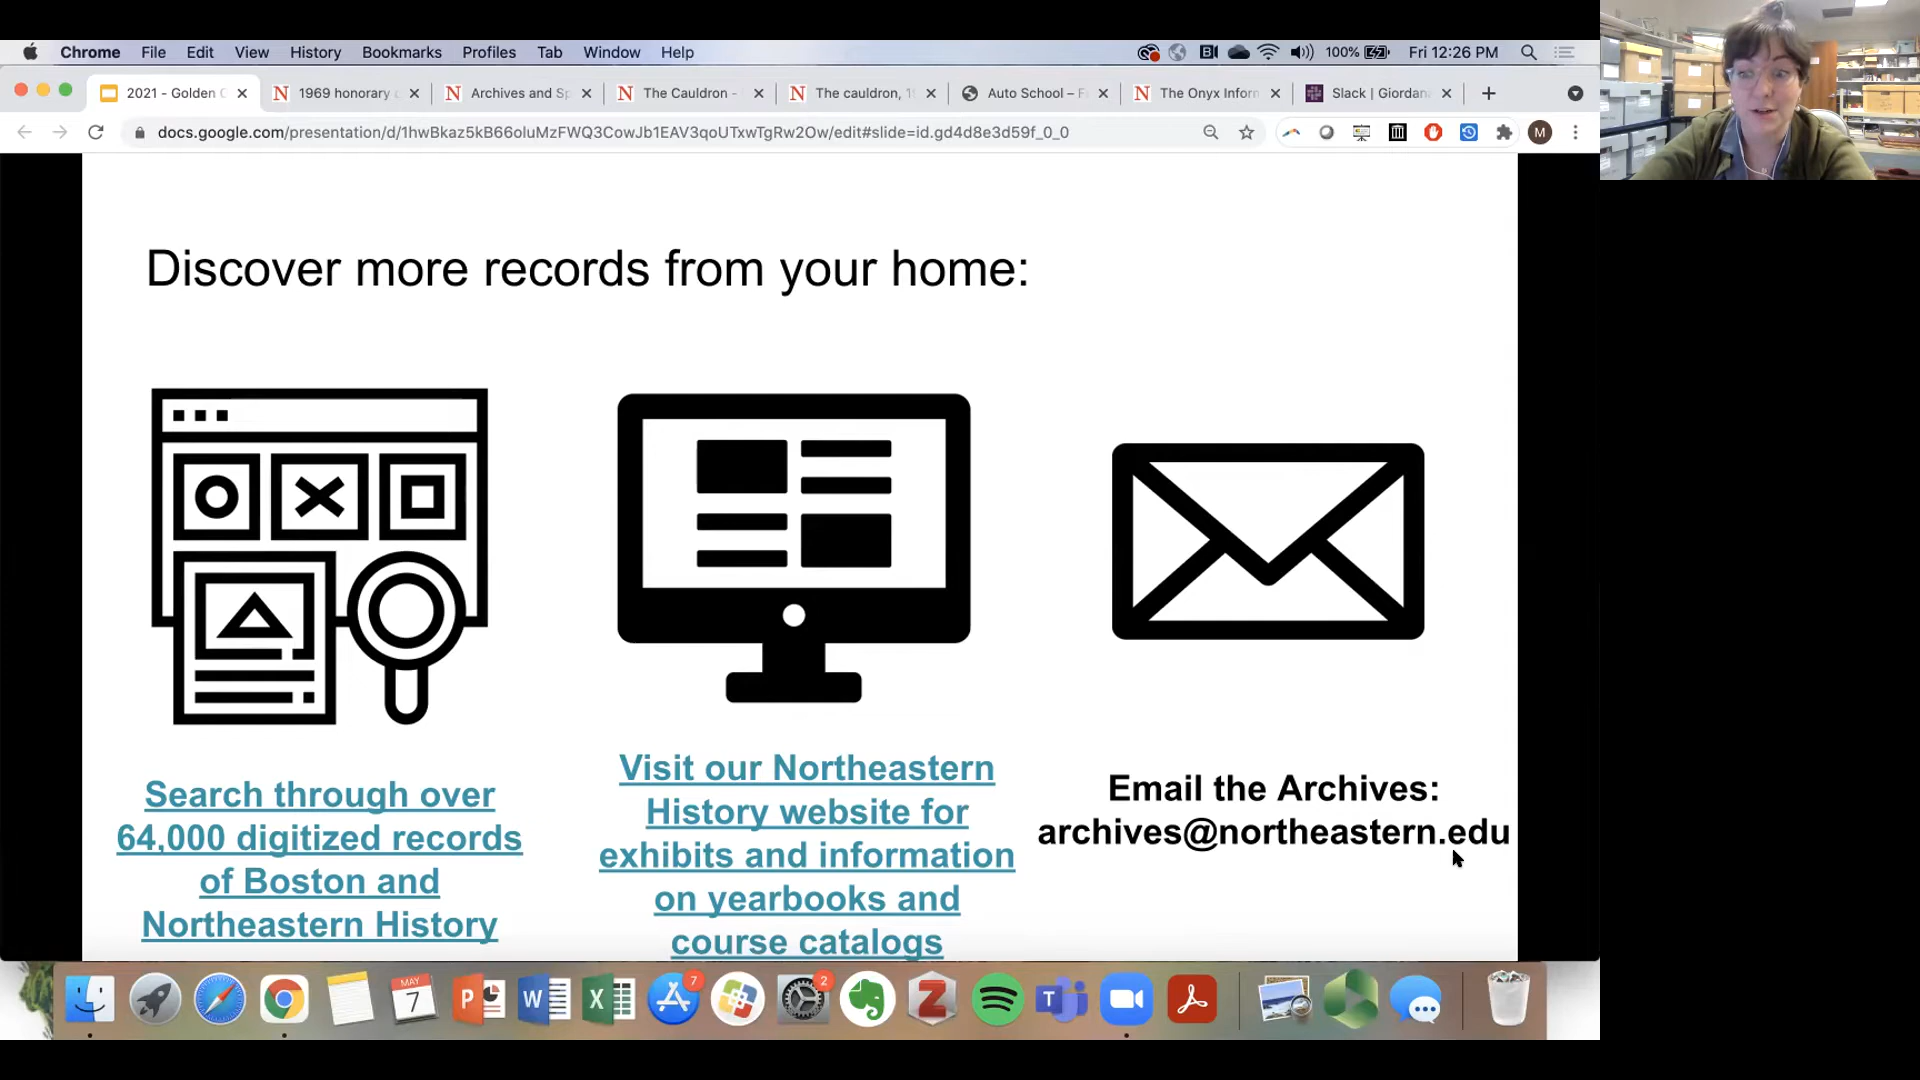 Chrome File Edit View History Bookmarks Profiles Tab Window Help 100% Fri 12:26 PM
2021 - Golden 1969 honorary Archives and Sp The Cauldron - The cauldron, 1 Auto School – F The Onyx Inform Slack | Giordan
docs.google.com/presentation/d/1hwBkaz5kB66oluMzFWQ3CowJb1EAV3qoUTxwTgRw2Ow/edit#slide=id.gd4d8e3d59f_0_0 M
Discover more records from your home:
Search through over
64,000 digitized records
of Boston and
Northeastern History
Visit our Northeastern
History website for
exhibits and information
on yearbooks and
course catalogs
Email the Archives:
archives@northeastern.edu
MAY
7
7
2